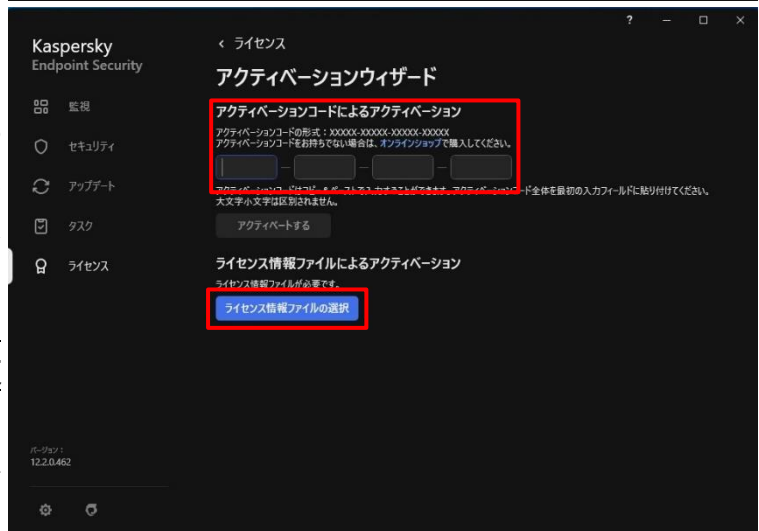 ?
Kaspersky
Endpoint Security
監視
セキュリティ
アップデート
タスク
ライセンス
バージョン:
12.2.0.462
< ライセンス
アクティベーションウィザード
アクティベーションコードによるアクティベーション
アクティベーションコードの形式:XXXXX-XXXXX-XXXXX-XXXXX
アクティベーションコードをお持ちでない場合は、オンラインショップで購入してください。
アクティベーションコードはコピー&ペーストで入力することができます。アクティベーションコード全体を最初の入力フィールドに貼り付けてください。
大文字小文字は区別されません。
アクティベートする
ライセンス情報ファイルによるアクティベーション
ライセンス情報ファイルが必要です。
ライセンス情報ファイルの選択